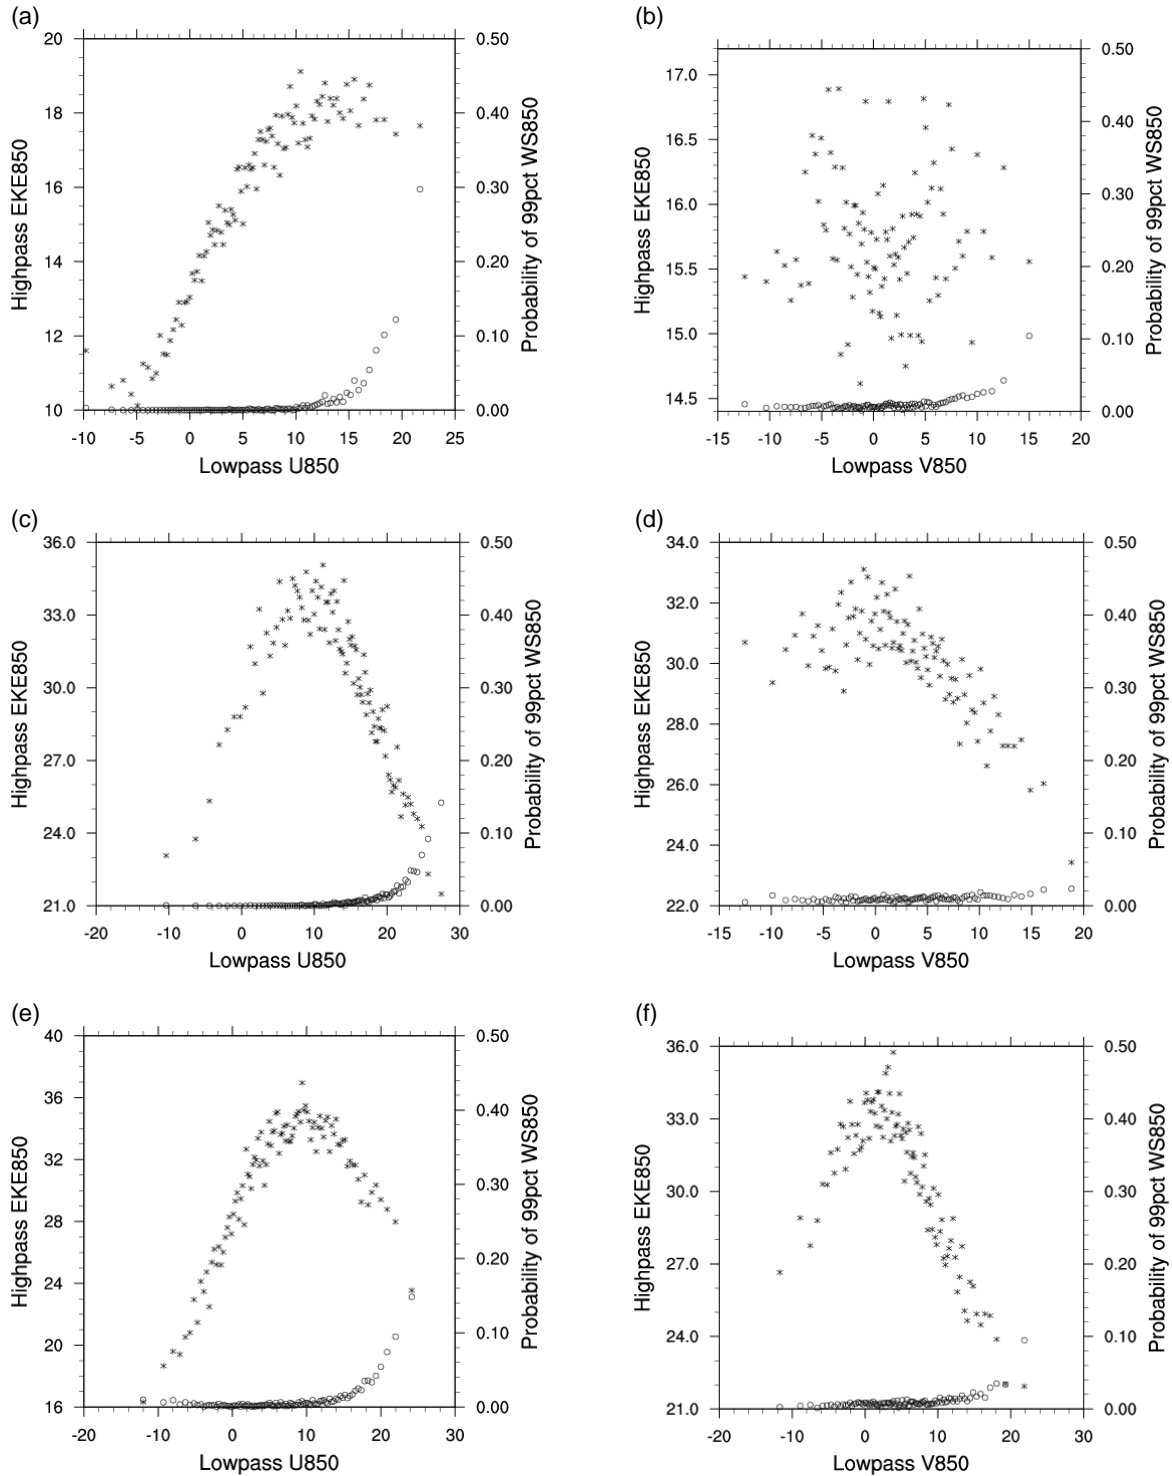 (a)
20
18
16
14
12
10
Highpass EKE850
0.50
0.40
0.30
0.20
0.10
0.00
Probability of 99pct WS850
-10 -5 0 5 10 15 20 25
Lowpass U850
(b)
17.0
16.5
16.0
15.5
15.0
14.5
Highpass EKE850
0.50
0.40
0.30
0.20
0.10
0.00
Probability of 99pct WS850
-15 -10 -5 0 5 10 15 20
Lowpass V850
(c)
36.0
33.0
30.0
27.0
24.0
21.0
Highpass EKE850
0.50
0.40
0.30
0.20
0.10
0.00
Probability of 99pct WS850
-20 -10 0 10 20 30
Lowpass U850
(d)
34.0
32.0
30.0
28.0
26.0
24.0
22.0
Highpass EKE850
0.50
0.40
0.30
0.20
0.10
0.00
Probability of 99pct WS850
-15 -10 -5 0 5 10 15 20
Lowpass V850
(e)
40
36
32
28
24
20
16
Highpass EKE850
0.50
0.40
0.30
0.20
0.10
0.00
Probability of 99pct WS850
-20 -10 0 10 20 30
Lowpass U850
(f)
36.0
33.0
30.0
27.0
24.0
21.0
Highpass EKE850
0.50
0.40
0.30
0.20
0.10
0.00
Probability of 99pct WS850
-20 -10 0 10 20 30
Lowpass V850